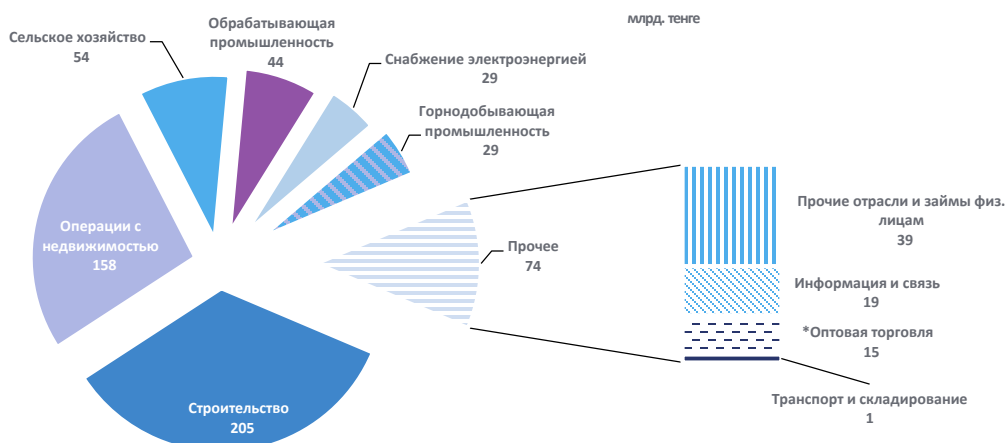 млрд. тенге
Обрабатывающая
промышленность
44
Сельское хозяйство
54
Снабжение электроэнергией
29
Горнодобывающая
промышленность
29
Операции с
недвижимостью
158
Прочее
74
Строительство
205
Прочие отрасли и займы физ.
лицам
39
Информация и связь
19
*Оптовая торговля
15
Транспорт и складирование
1